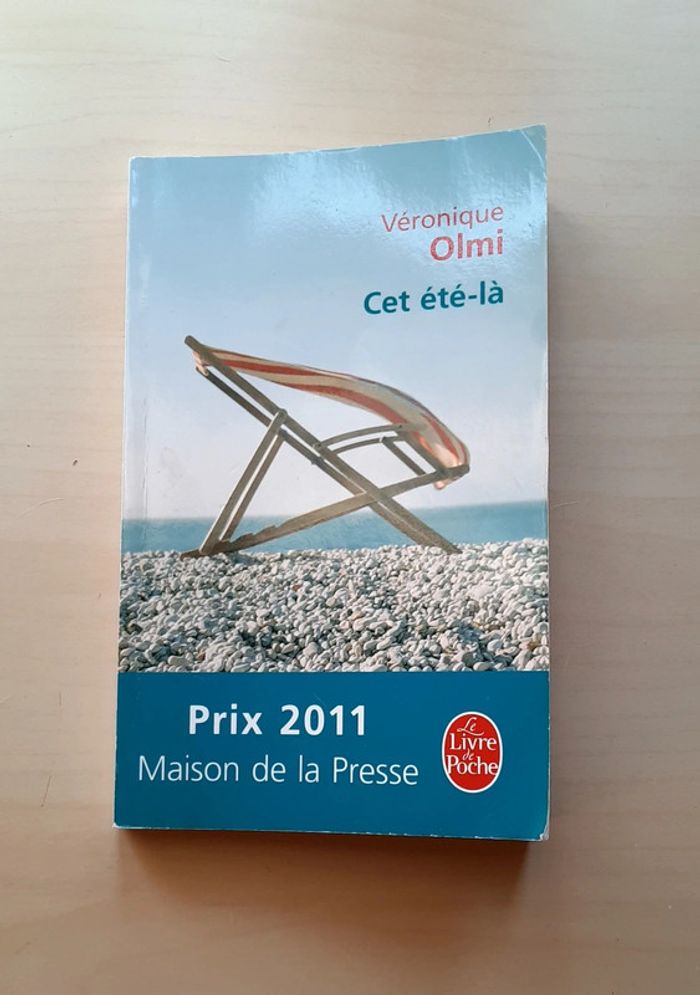 Véronique
Olmi
Cet été-là
Prix 2011
Maison de la Presse
Le
Livre
de
Poche